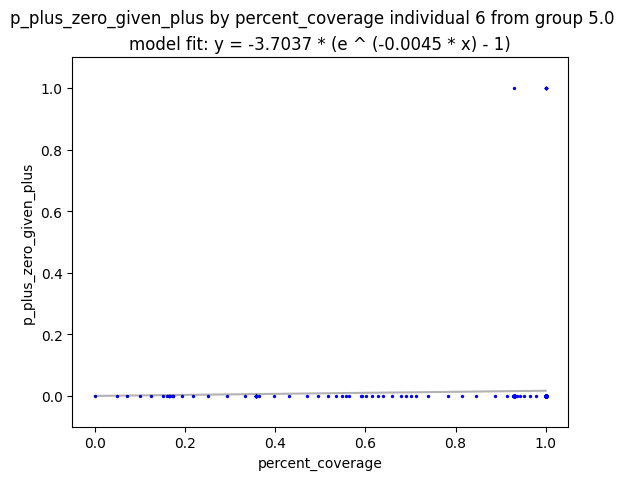 p_plus_zero_given_plus by percent_coverage individual 6 from group 5.0
model fit: y = -3.7037 * (e ^ (-0.0045 * x) - 1)
1.0
0.8
0.6
0.4
0.2
0.0
p_plus_zero_given_plus
0.0 0.2 0.4 0.6 0.8 1.0
percent_coverage